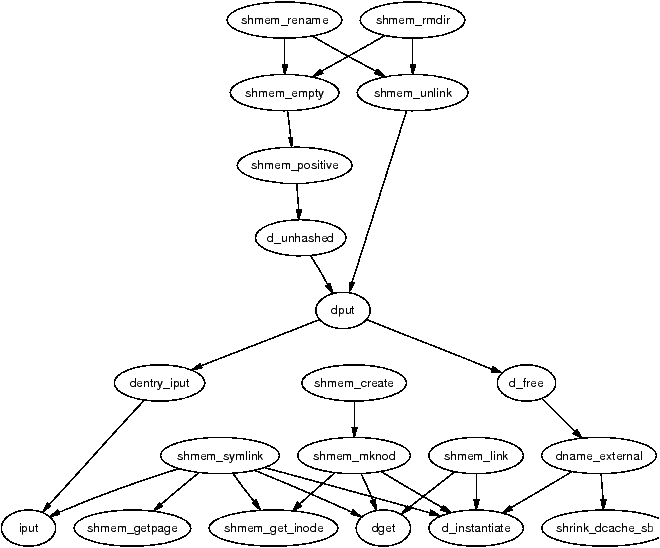 shmem_rename
shmem_rmdir
shmem_empty
shmem_unlink
shmem_positive
d_unhashed
dput
dentry_iput
shmem_create
d_free
shmem_symlink
shmem_mknod
shmem_link
dname_external
iput
shmem_getpage
shmem_get_inode
dget
d_instantiate
shrink_dcache_sb